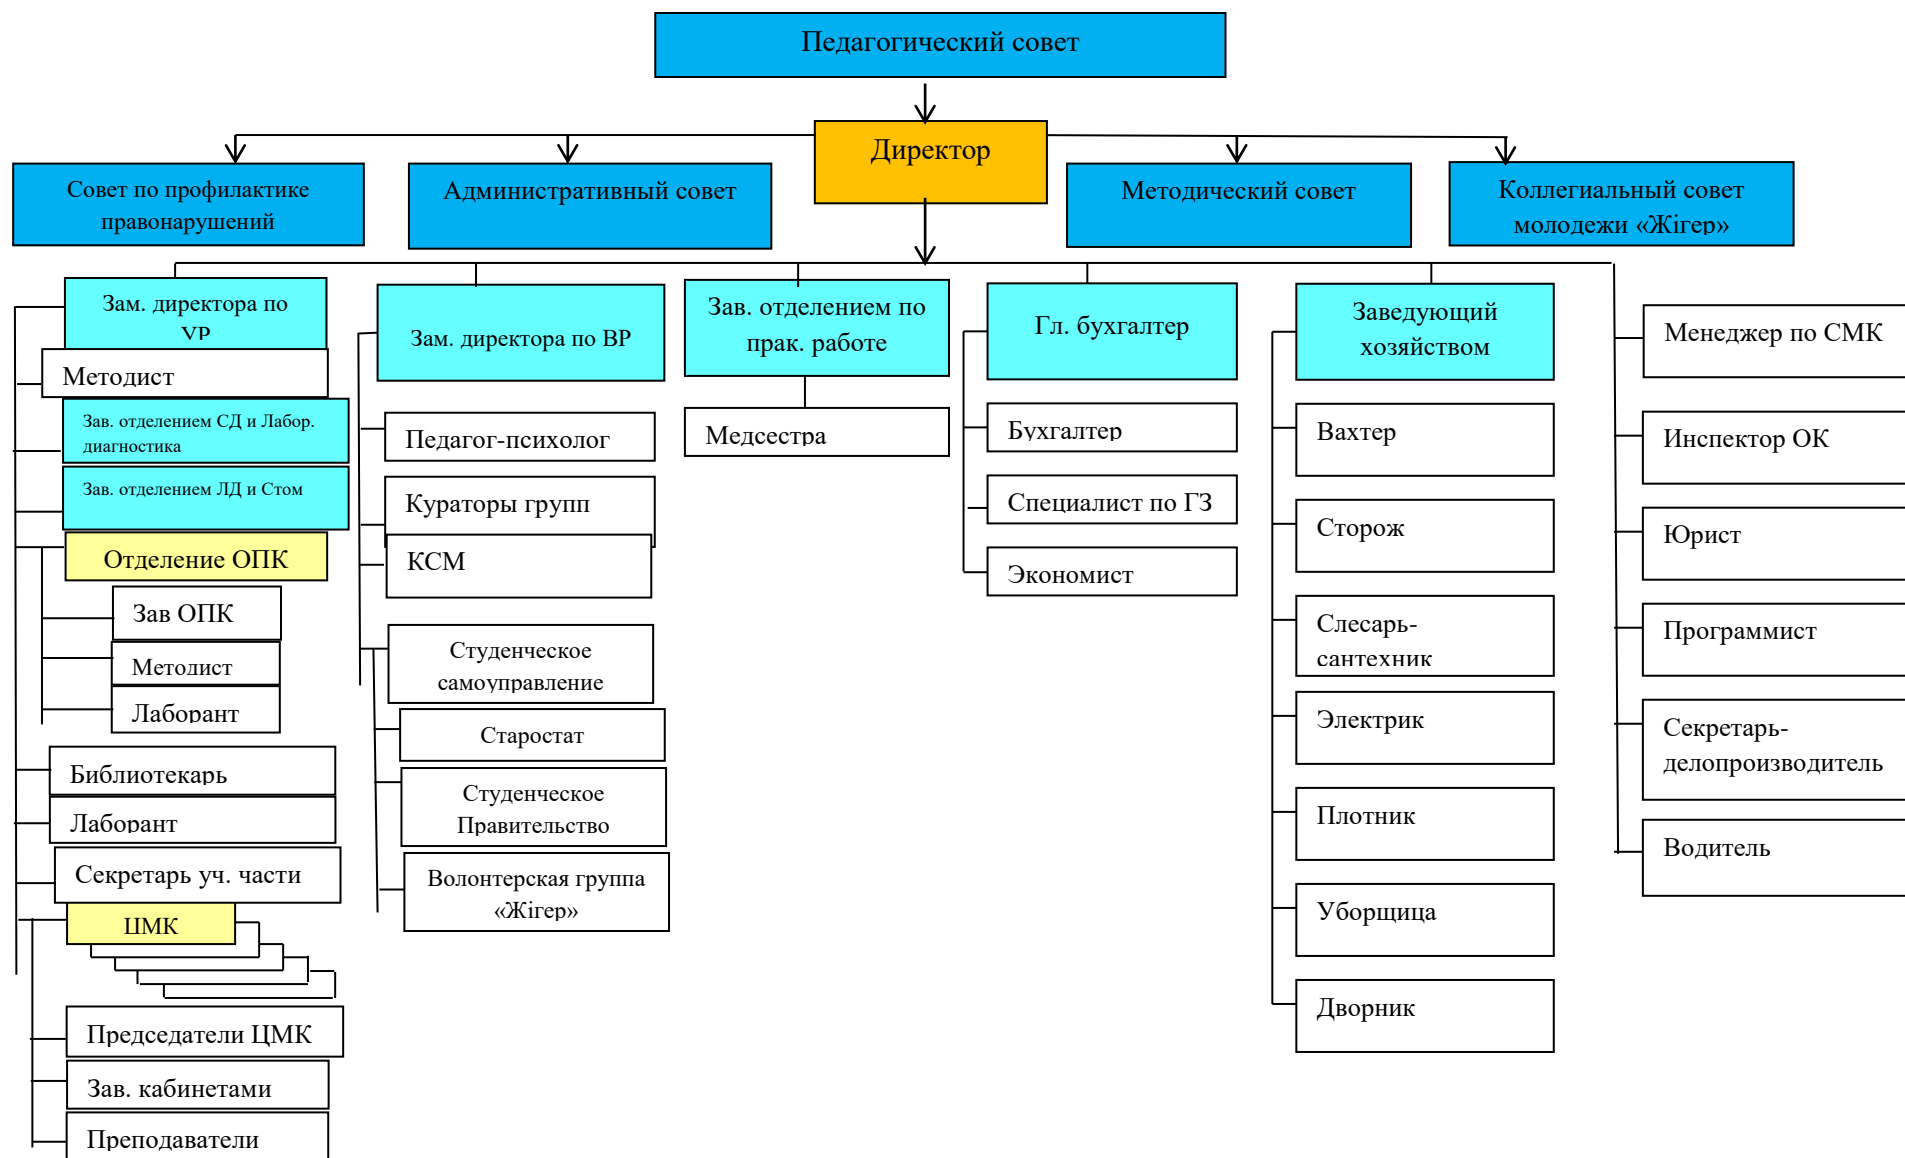 Педагогический совет
Директор
Совет по профилактике
правонарушений
Административный совет
Методический совет
Коллегиальный совет
молодежи «Жігер»
Зам. директора по
УР
Методист
Зав. отделением СД и Лабор.
диагностика
Зав. отделением ЛД и Стом
Отделение ОПК
Зав ОПК
Методист
Лаборант
Библиотекарь
Лаборант
Секретарь уч. части
ЦМК
Председатели ЦМК
Зав. кабинетами
Преподаватели
Зам. директора по ВР
Педагог-психолог
Кураторы групп
КСМ
Студенческое
самоуправление
Старостат
Студенческое
Правительство
Волонтерская группа
«Жігер»
Зав. отделением по
прак. работе
Медсестра
Гл. бухгалтер
Бухгалтер
Специалист по ГЗ
Экономист
Заведующий
хозяйством
Вахтер
Сторож
Слесарь-
сантехник
Электрик
Плотник
Уборщица
Дворник
Менеджер по СМК
Инспектор ОК
Юрист
Программист
Секретарь-
делопроизводитель
Водитель